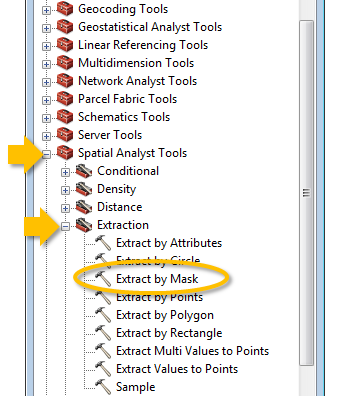 Geocoding Tools
Geostatistical Analyst Tools
Linear Referencing Tools
Multidimension Tools
Network Analyst Tools
Parcel Fabric Tools
Schematics Tools
Server Tools
Spatial Analyst Tools
Conditional
Density
Distance
Extraction
Extract by Attributes
Extract by Circle
Extract by Mask
Extract by Points
Extract by Polygon
Extract by Rectangle
Extract Multi Values to Points
Extract Values to Points
Sample